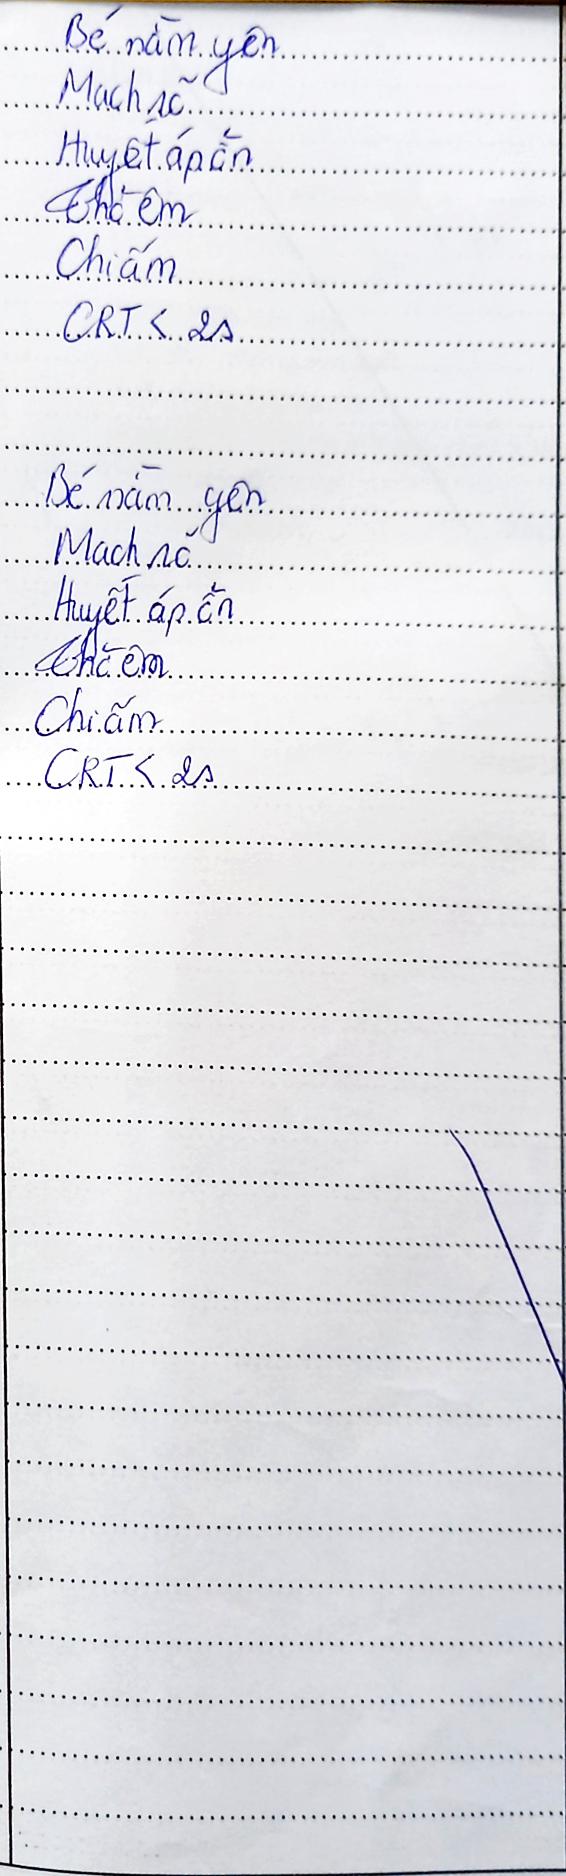 Bé nằm yên
Mạch rõ
Huyết áp ổn
Thở êm
Chi ấm
CRT < 2s
Bé nằm yên
Mạch rõ
Huyết áp ổn
Thở êm
Chi ấm
CRT < 2s